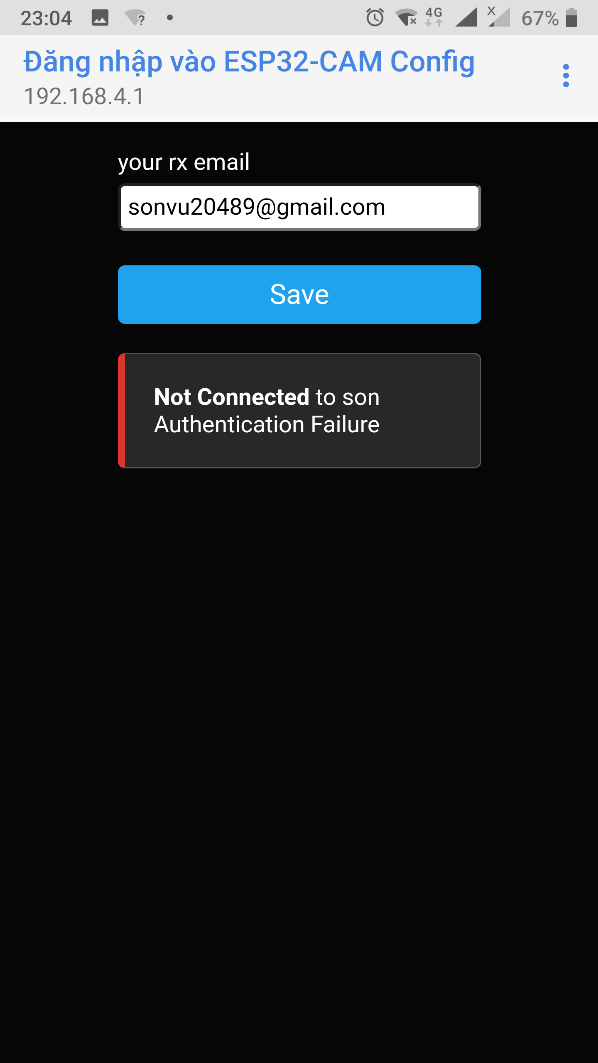 23:04 4G 67%
Đăng nhập vào ESP32-CAM Config
192.168.4.1
your rx email
sonvu20489@gmail.com
Save
Not Connected to son
Authentication Failure